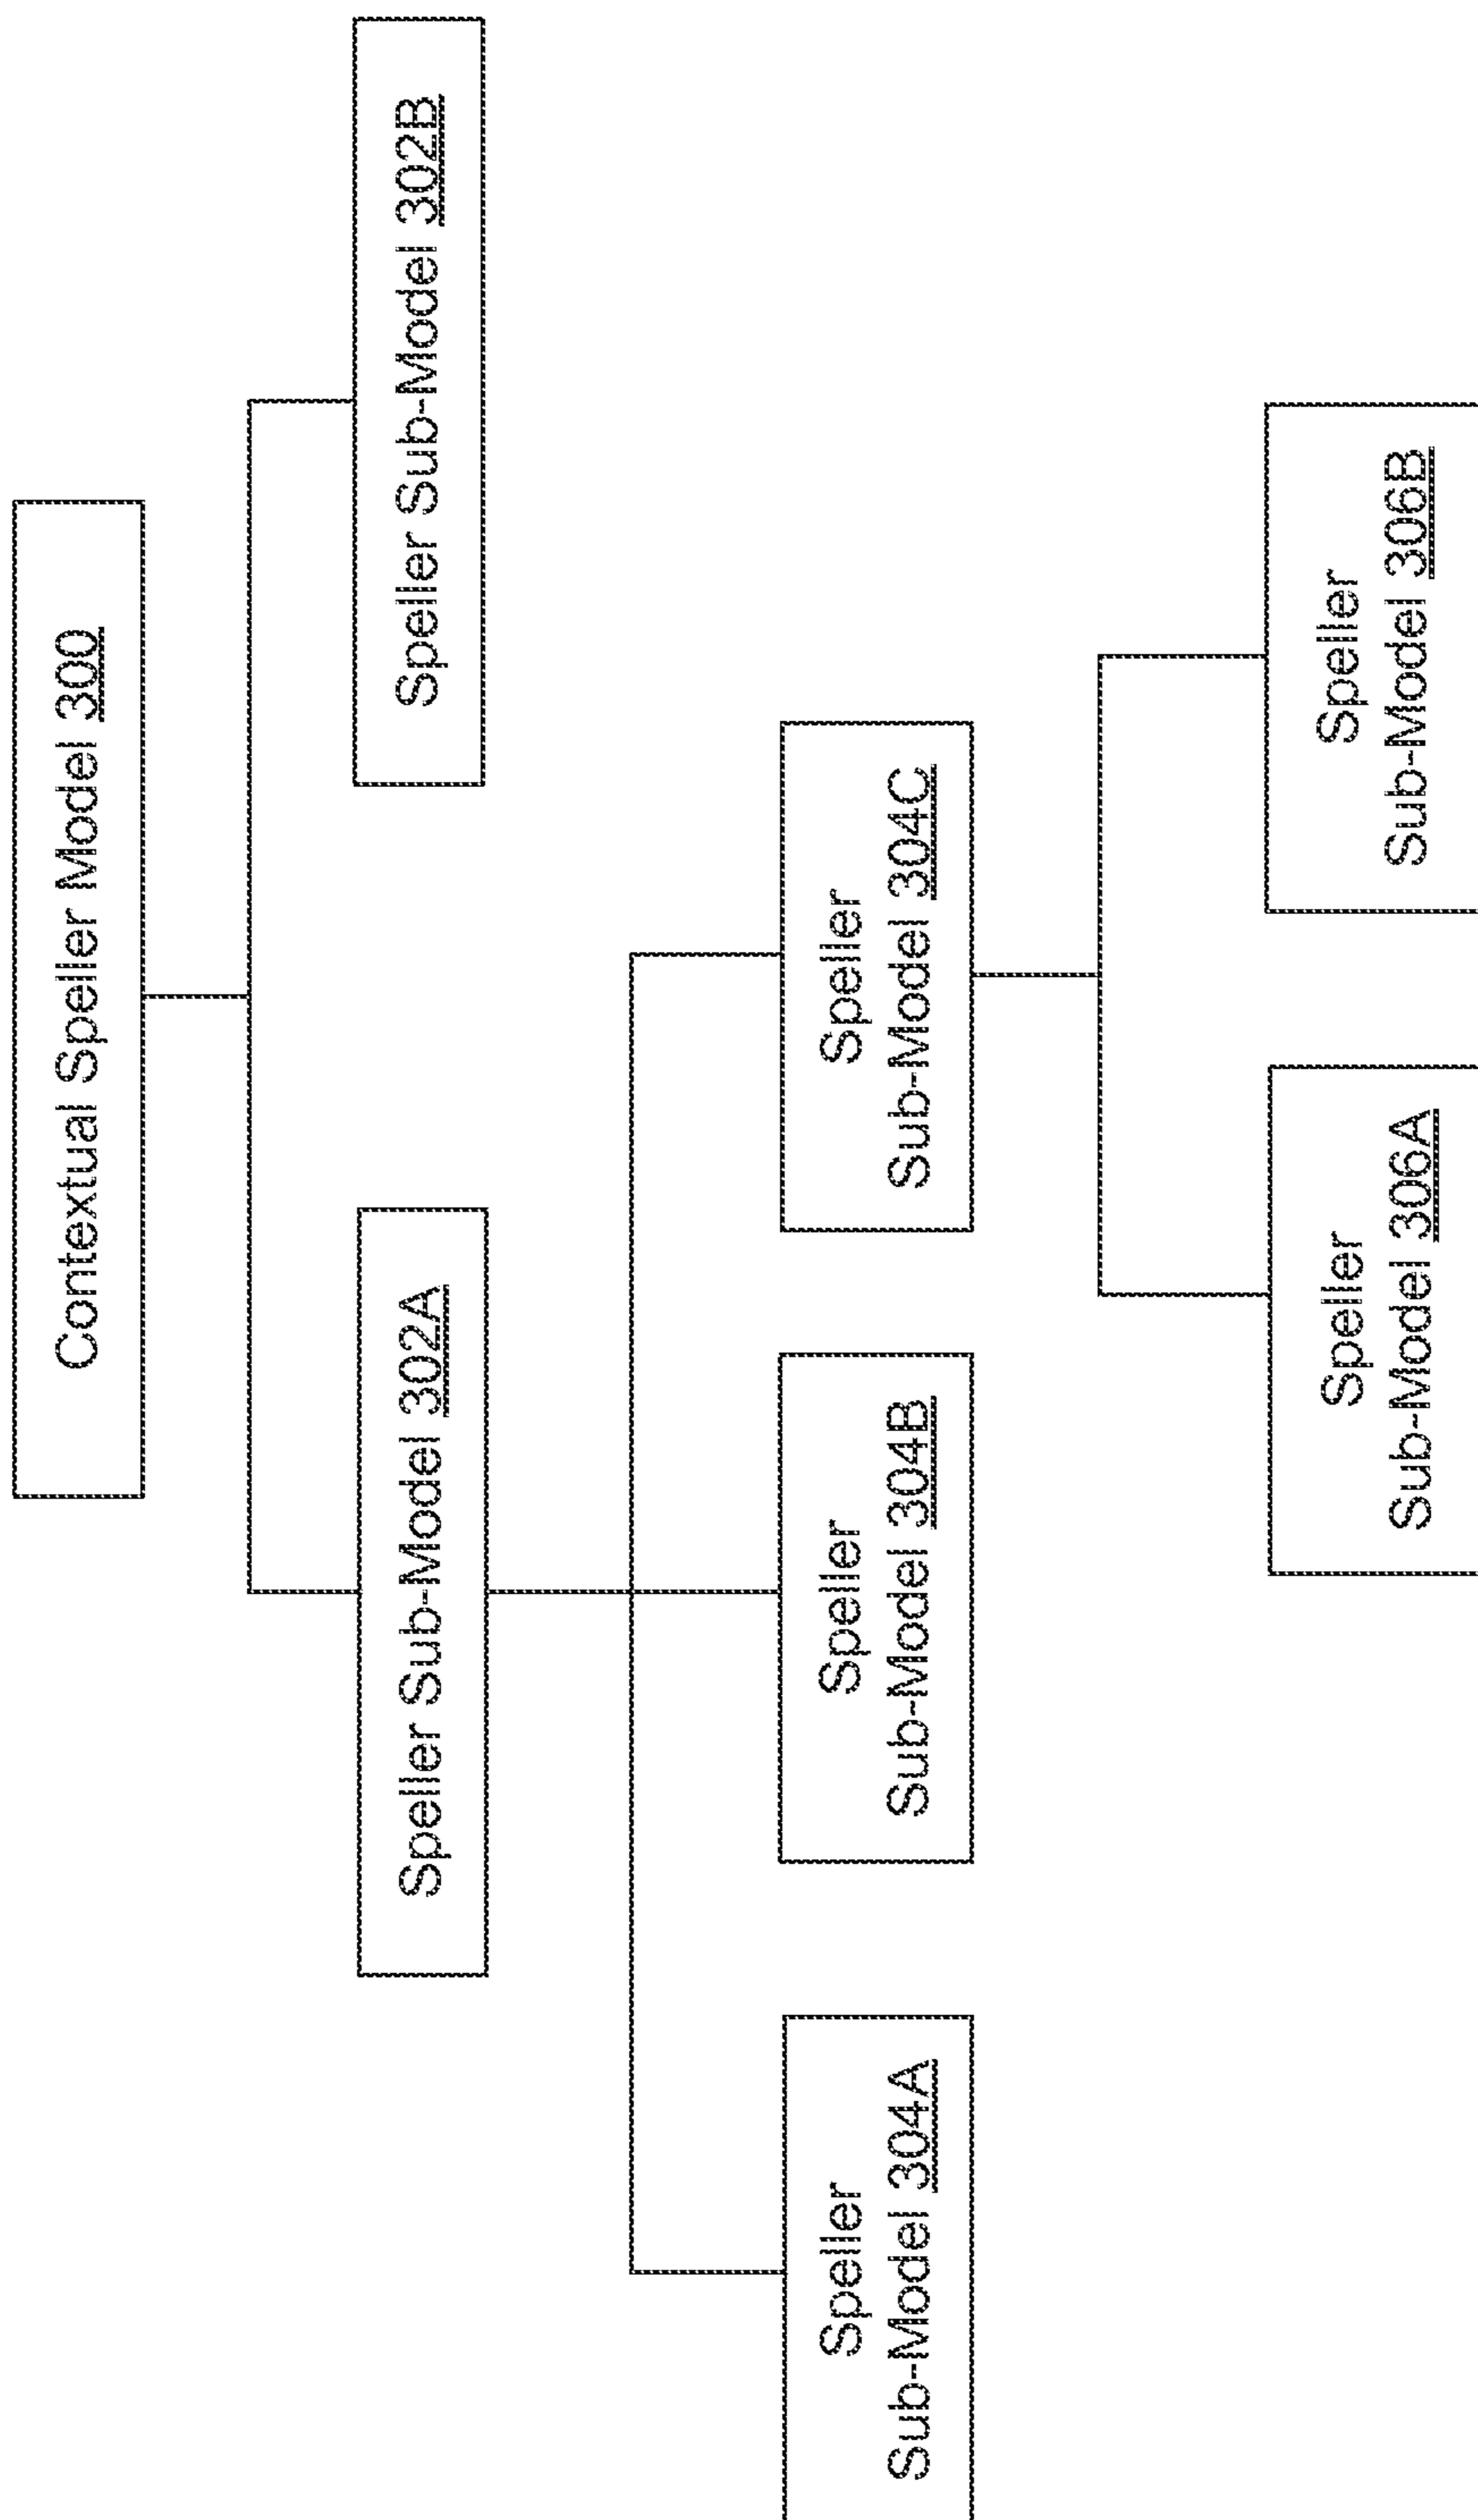 Contextual Speller Model 300
Speller Sub-Model 302A
Speller Sub-Model 302B
Speller
Sub-Model 304A
Speller
Sub-Model 304B
Speller
Sub-Model 304C
Speller
Sub-Model 306A
Speller
Sub-Model 306B